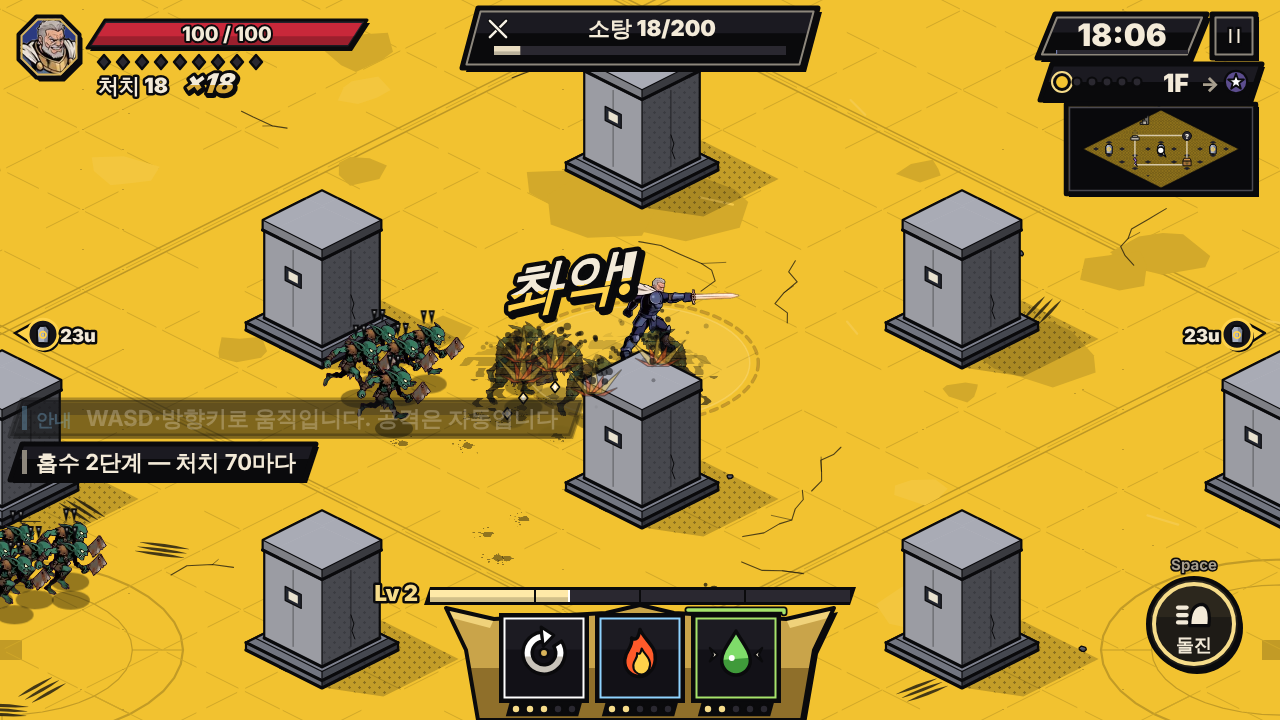 100 / 100
처치 18 ×18
소탕 18/200
18:06
1F
촤악!
23u
23u
안내 WASD·방향키로 움직입니다. 공격은 자동입니다
흡수 2단계 — 처치 70마다
Lv 2
Space
돌진